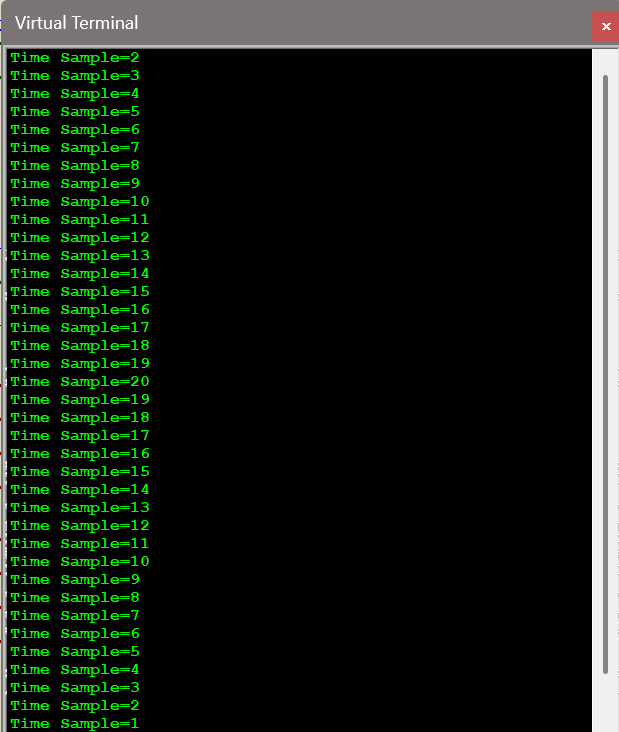 Virtual Terminal
Time Sample=2
Time Sample=3
Time Sample=4
Time Sample=5
Time Sample=6
Time Sample=7
Time Sample=8
Time Sample=9
Time Sample=10
Time Sample=11
Time Sample=12
Time Sample=13
Time Sample=14
Time Sample=15
Time Sample=16
Time Sample=17
Time Sample=18
Time Sample=19
Time Sample=20
Time Sample=19
Time Sample=18
Time Sample=17
Time Sample=16
Time Sample=15
Time Sample=14
Time Sample=13
Time Sample=12
Time Sample=11
Time Sample=10
Time Sample=9
Time Sample=8
Time Sample=7
Time Sample=6
Time Sample=5
Time Sample=4
Time Sample=3
Time Sample=2
Time Sample=1